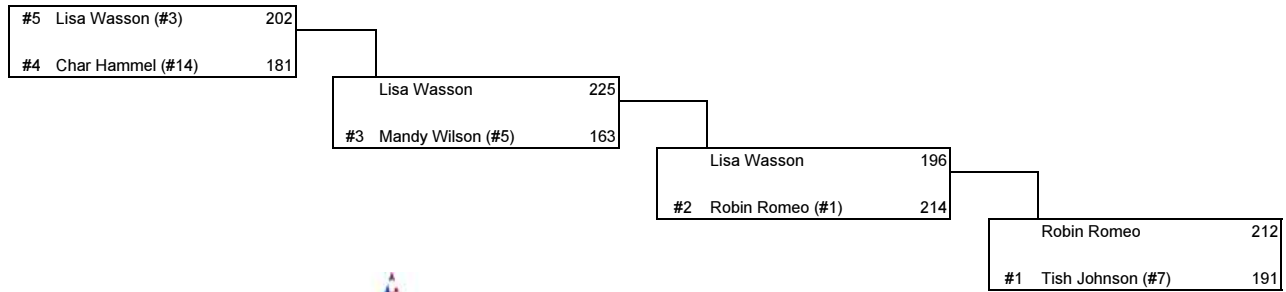 #5 Lisa Wasson (#3) 202
#4 Char Hammel (#14) 181
Lisa Wasson 225
#3 Mandy Wilson (#5) 163
Lisa Wasson 196
#2 Robin Romeo (#1) 214
Robin Romeo 212
#1 Tish Johnson (#7) 191